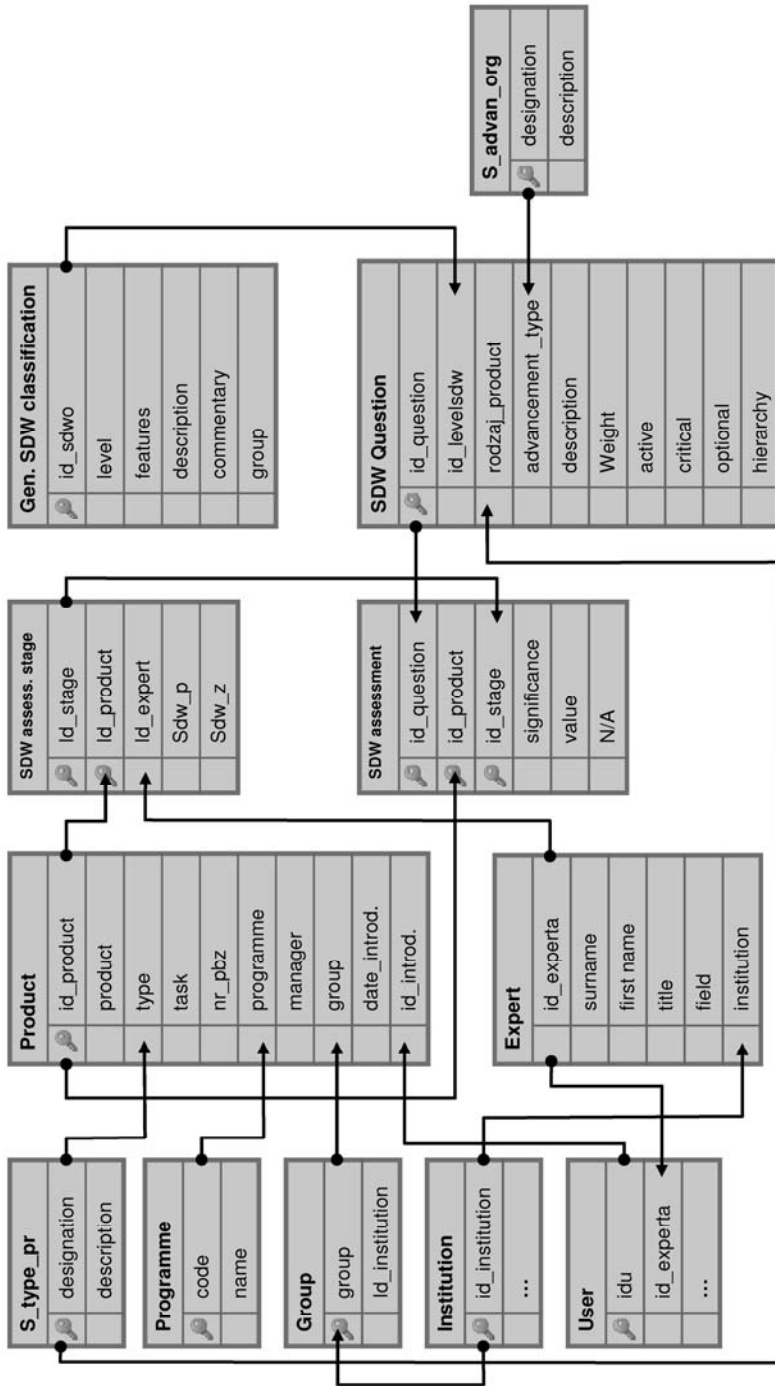 S_type_pr
designation
description
Programme
code
name
Group
group
Id_institution
Institution
id_institution
...
User
idu
id_experta
...
Product
id_product
product
type
task
nr_pbz
programme
manager
group
date_introd.
id_introd.
Expert
id_experta
surname
first name
title
field
institution
SDW assess. stage
Id_stage
Id_product
Id_expert
Sdw_p
Sdw_z
SDW assessment
id_question
id_product
id_stage
significance
value
N/A
Gen. SDW classification
id_sdwo
level
features
description
commentary
group
SDW Question
id_question
id_levelsdw
rodzaj_product
advancement _type
description
Weight
active
critical
optional
hierarchy
S_advan_org
designation
description